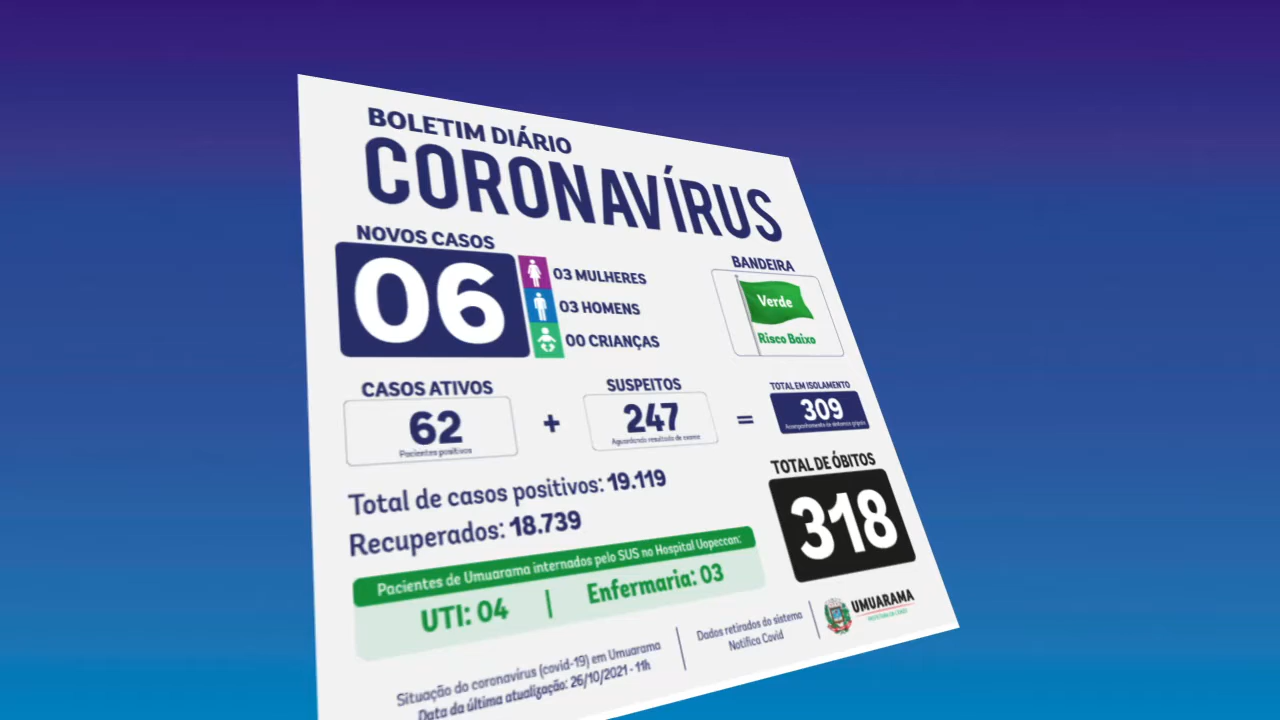 BOLETIM DIÁRIO
CORONAVÍRUS
NOVOS CASOS
06
03 MULHERES
03 HOMENS
00 CRIANÇAS
BANDEIRA
Verde
Risco Baixo
CASOS ATIVOS
62
Pacientes positivos
+
SUSPEITOS
247
Aguardando resultado de exame
=
TOTAL EM ISOLAMENTO
309
Acompanhamento de distância gripais
TOTAL DE ÓBITOS
318
Total de casos positivos: 19.119
Recuperados: 18.739
Pacientes de Umuarama internados pelo SUS no Hospital Uopeccan:
UTI: 04 | Enfermaria: 03
Situação do coronavírus (covid-19) em Umuarama
Data da última atualização: 26/10/2021 - 11h
Dados retirados do sistema
Notifica Covid
UMUARAMA